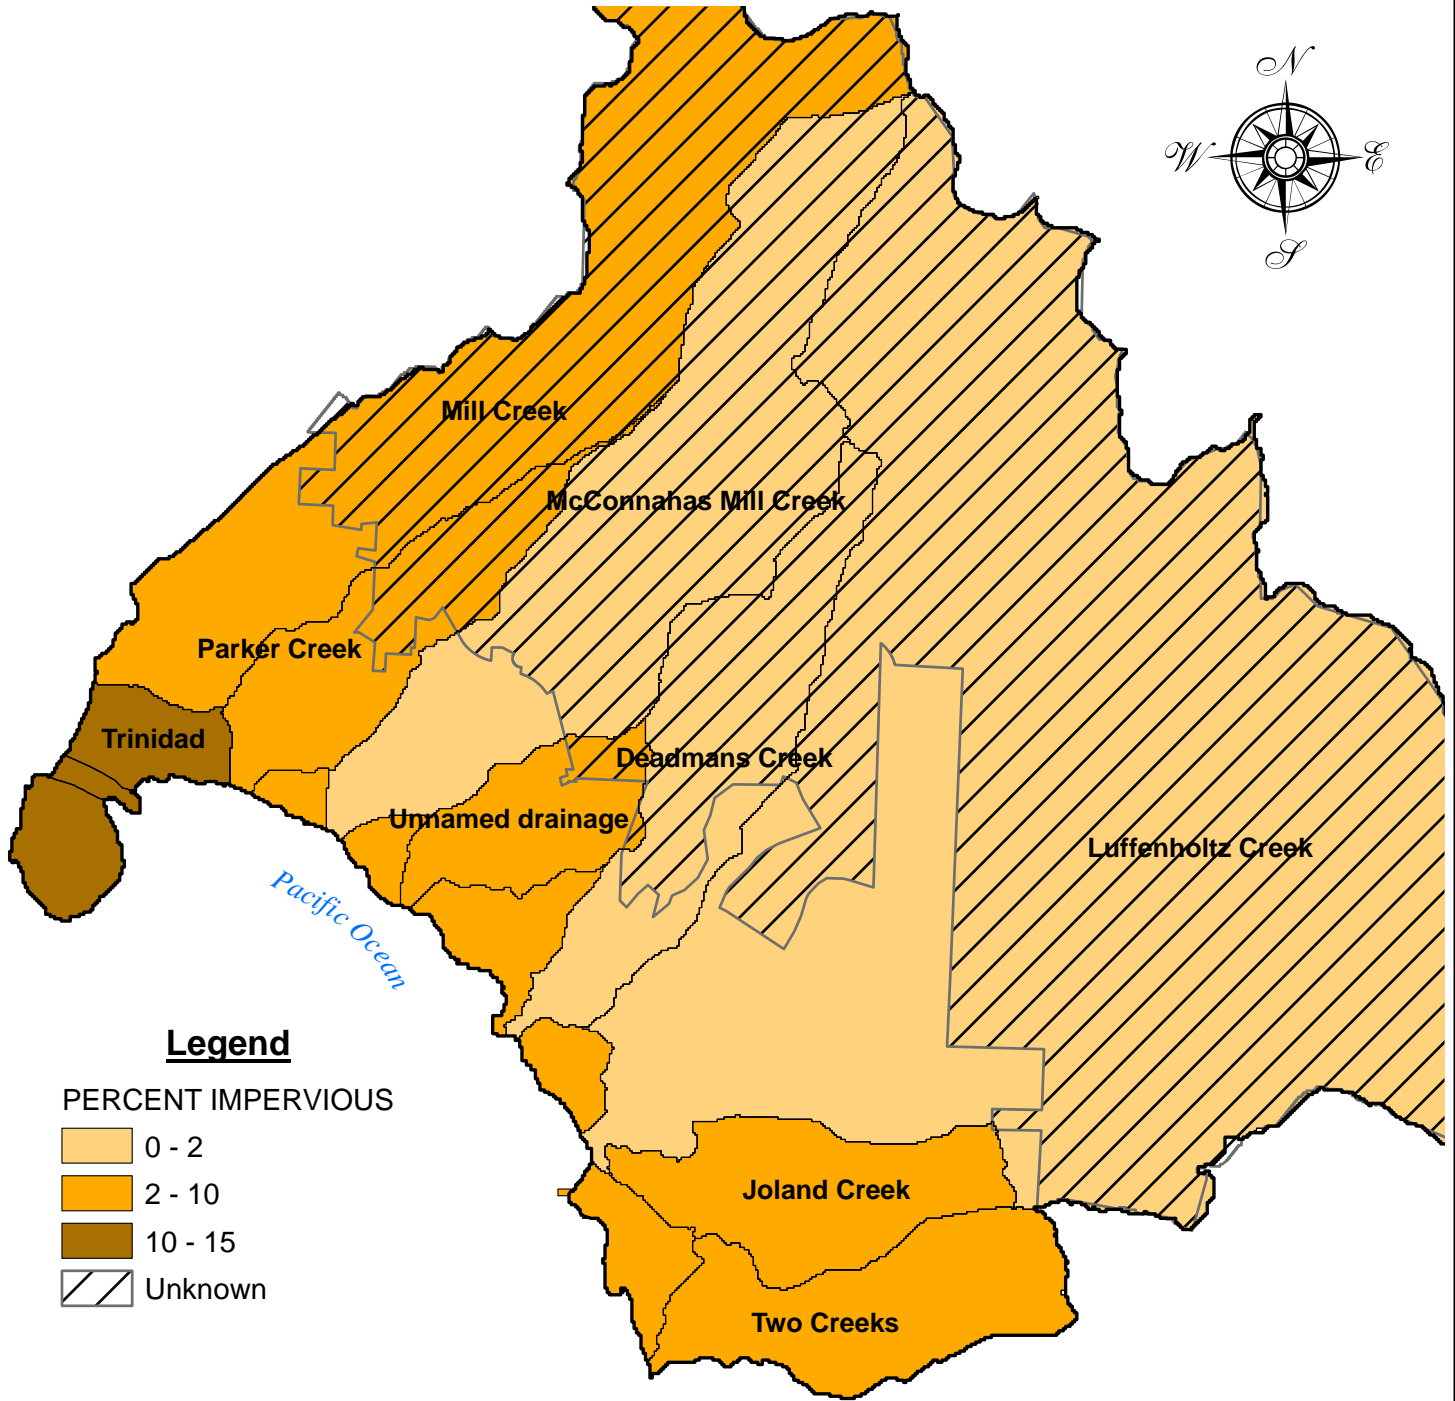 N
W
E
S
Mill Creek
McConnahas Mill Creek
Parker Creek
Trinidad
Deadmans Creek
Unnamed drainage
Luffenholtz Creek
Pacific Ocean
Legend
PERCENT IMPERVIOUS
0 - 2
2 - 10
10 - 15
Unknown
Joland Creek
Two Creeks